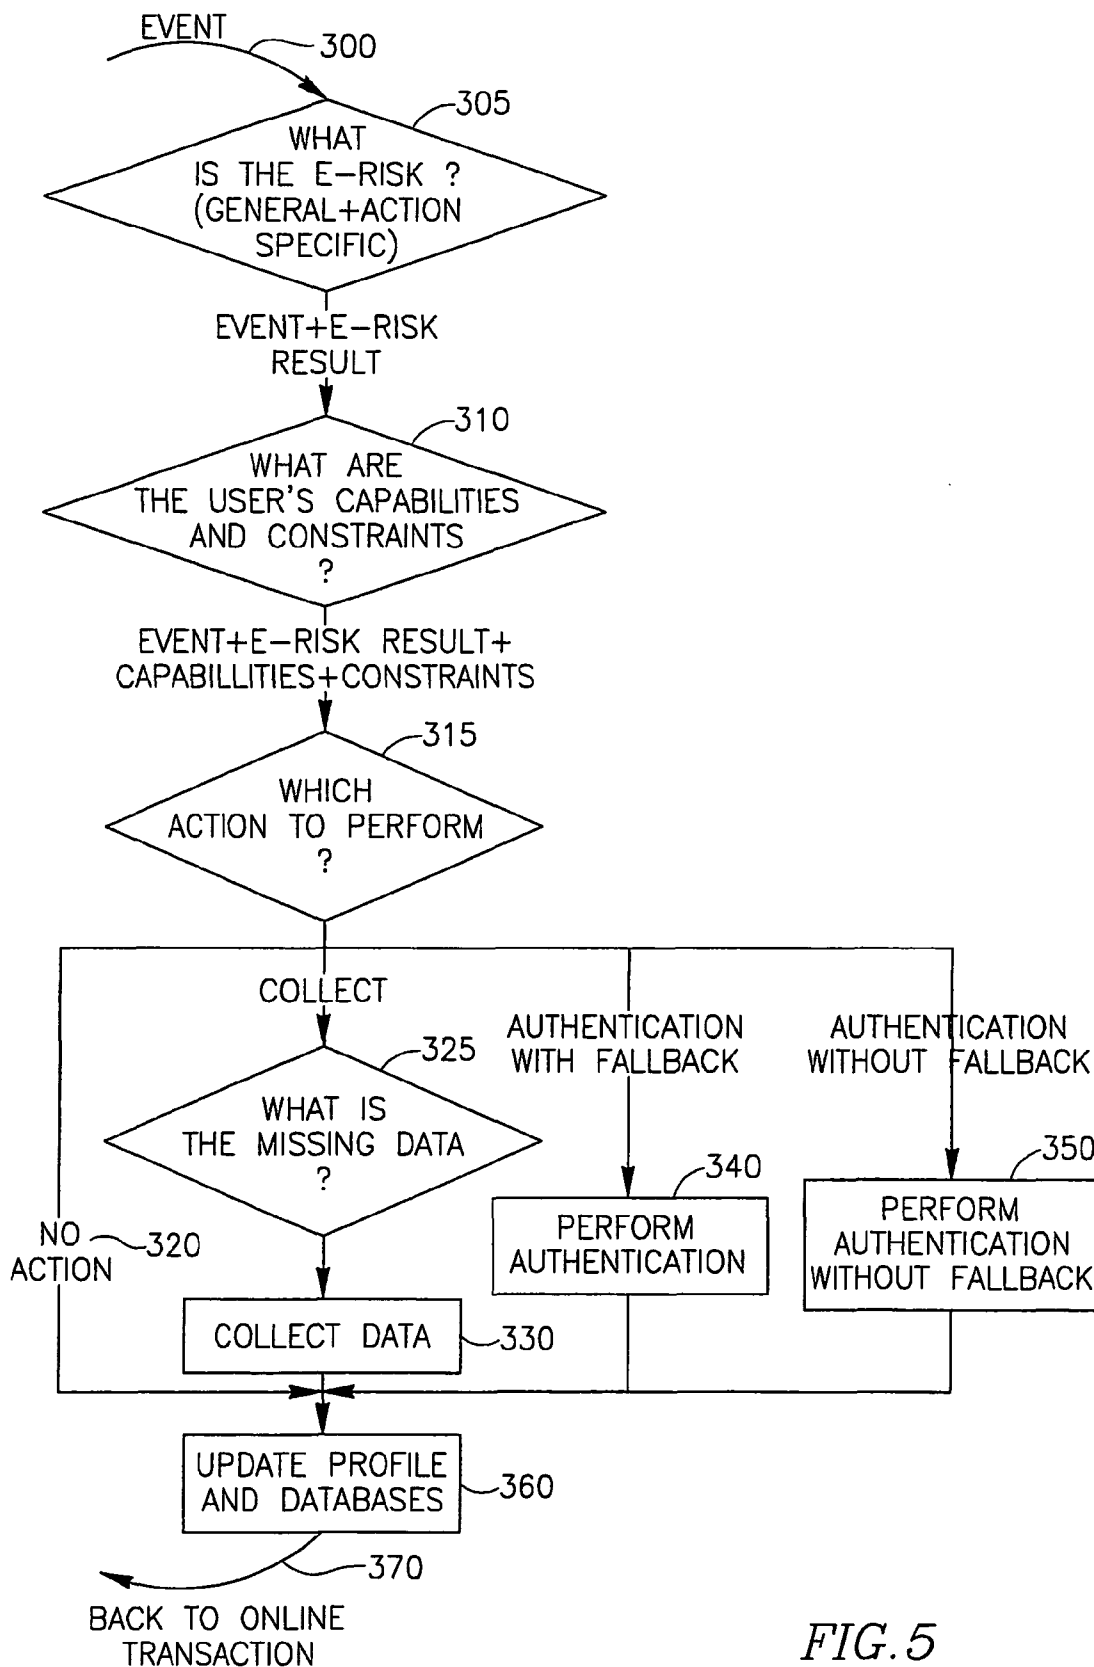 EVENT
300
305
WHAT
IS THE E-RISK ?
(GENERAL+ACTION
SPECIFIC)
EVENT+E-RISK
RESULT
310
WHAT ARE
THE USER'S CAPABILITIES
AND CONSTRAINTS
?
EVENT+E-RISK RESULT+
CAPABILLITIES+CONSTRAINTS
315
WHICH
ACTION TO PERFORM
?
COLLECT
AUTHENTICATION
WITH FALLBACK
AUTHENTICATION
WITHOUT FALLBACK
325
WHAT IS
THE MISSING DATA
?
340
PERFORM
AUTHENTICATION
350
PERFORM
AUTHENTICATION
WITHOUT FALLBACK
NO
ACTION
320
COLLECT DATA
330
UPDATE PROFILE
AND DATABASES
360
370
BACK TO ONLINE
TRANSACTION
FIG.5